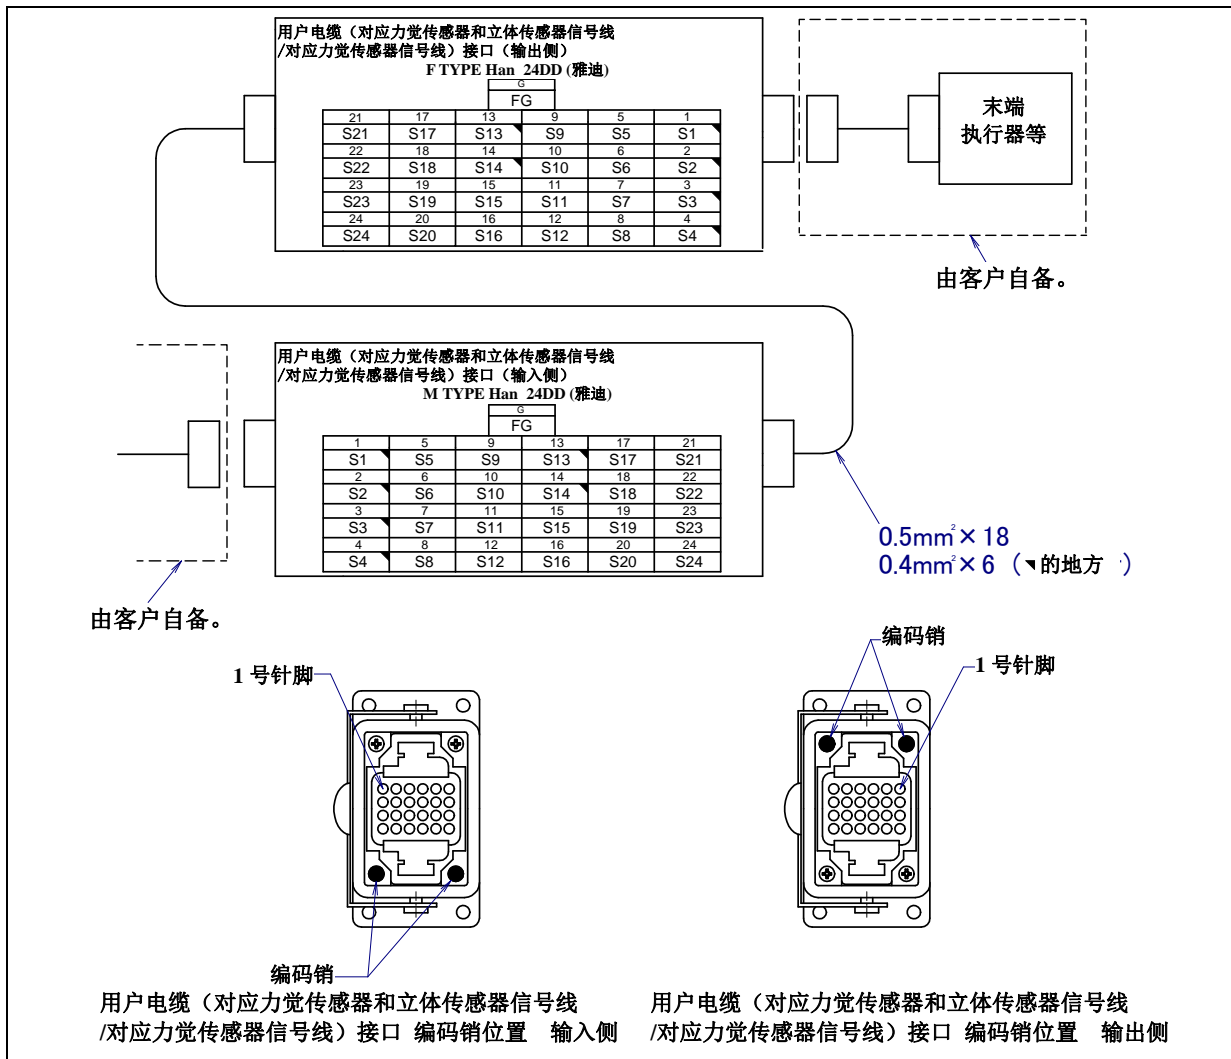 用户电缆（对应力觉传感器和立体传感器信号线
/对应力觉传感器信号线）接口（输出侧）
F TYPE Han 24DD (雅迪)
G
FG
21 17 13 9 5 1
S21 S17 S13 S9 S5 S1
22 18 14 10 6 2
S22 S18 S14 S10 S6 S2
23 19 15 11 7 3
S23 S19 S15 S11 S7 S3
24 20 16 12 8 4
S24 S20 S16 S12 S8 S4
末端
执行器等
由客户自备。
用户电缆（对应力觉传感器和立体传感器信号线
/对应力觉传感器信号线）接口（输入侧）
M TYPE Han 24DD (雅迪)
G
FG
1 5 9 13 17 21
S1 S5 S9 S13 S17 S21
2 6 10 14 18 22
S2 S6 S10 S14 S18 S22
3 7 11 15 19 23
S3 S7 S11 S15 S19 S23
4 8 12 16 20 24
S4 S8 S12 S16 S20 S24
0.5mm²×18
0.4mm²×6（◥的地方）
由客户自备。
1 号针脚
编码销
用户电缆（对应力觉传感器和立体传感器信号线
/对应力觉传感器信号线）接口 编码销位置 输入侧
编码销
1 号针脚
用户电缆（对应力觉传感器和立体传感器信号线
/对应力觉传感器信号线）接口 编码销位置 输出侧